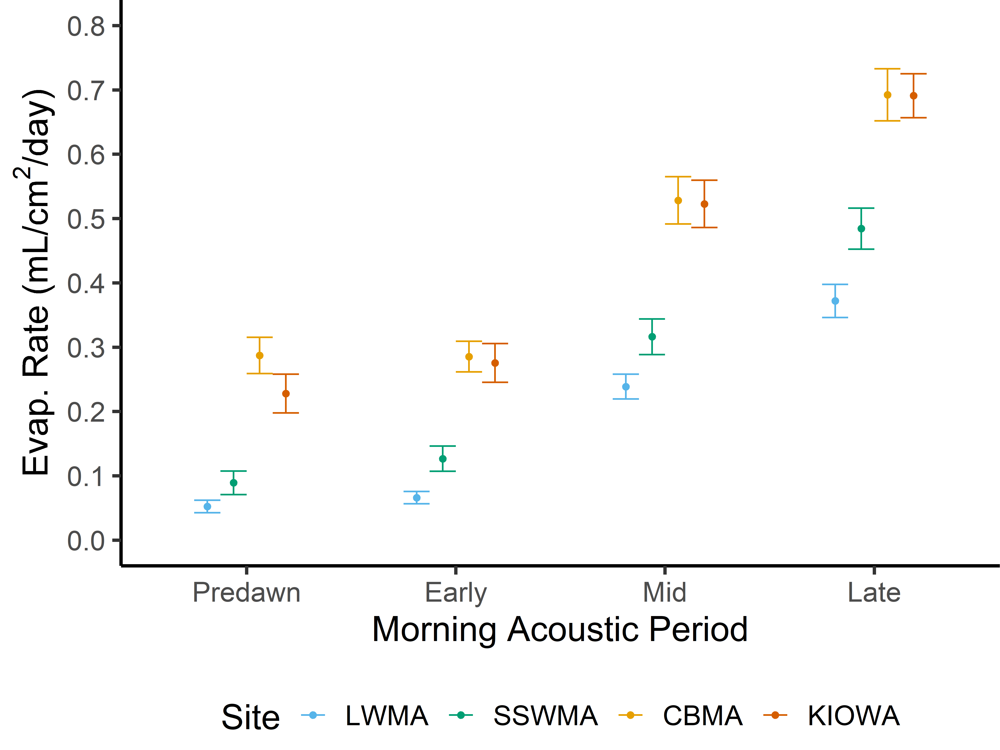 0.8
0.7
0.6
0.5
0.4
0.3
0.2
0.1
0.0
Evap. Rate (mL/cm²/day)
Predawn Early Mid Late
Morning Acoustic Period
Site LWMA SSWMA CBMA KIOWA